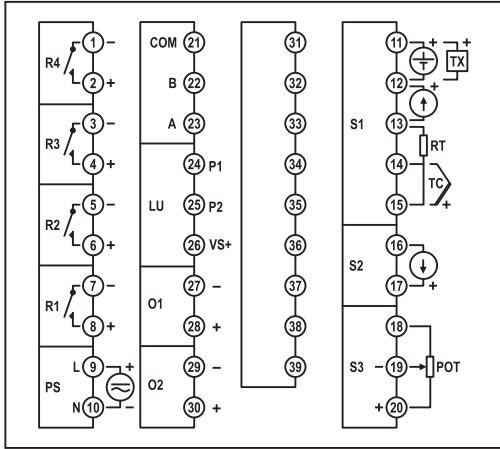 R4 1 −
2 +
R3 3 −
4 +
R2 5 −
6 +
R1 7 −
8 +
PS L 9 +
N 10 −
COM 21
B 22
A 23
LU 24 P1
25 P2
26 VS+
O1 27 −
28 +
O2 29 −
30 +
31
32
33
34
35
36
37
38
39
S1 11 + + TX
12 + +
13 + RT
14 TC
15 +
S2 16
17 +
S3 18
− 19 POT
+ 20